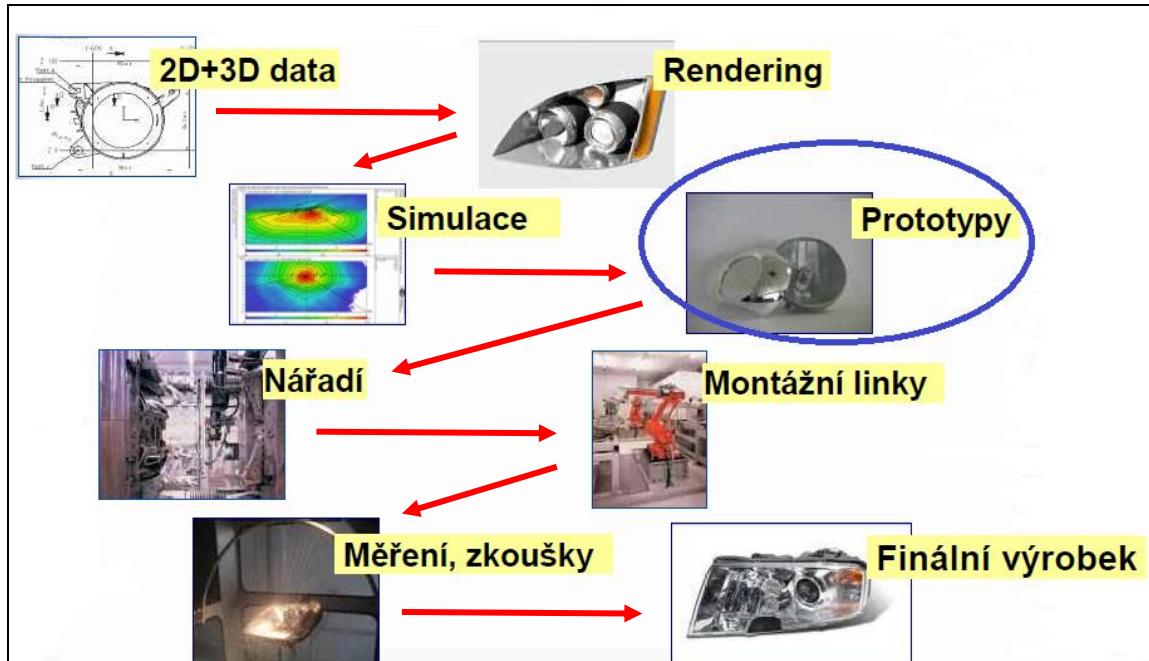 2D+3D data
Rendering
Simulace
Prototypy
Nářadí
Montážní linky
Měření, zkoušky
Finální výrobek